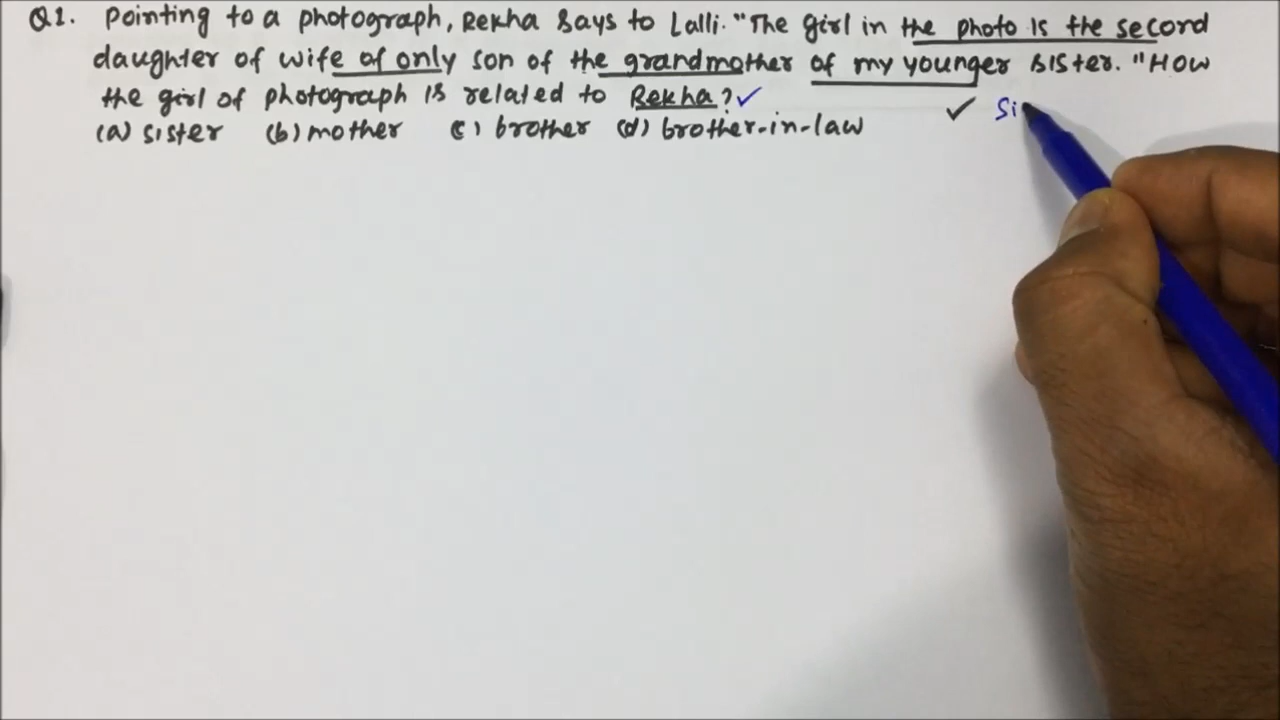 Q1. Pointing to a photograph, Rekha says to Lalli. "The girl in the photo is the second
daughter of wife of only son of the grandmother of my younger sister. "How
the girl of photograph is related to Rekha? ✓
(a) sister (b) mother (c) brother (d) brother-in-law ✓ Si